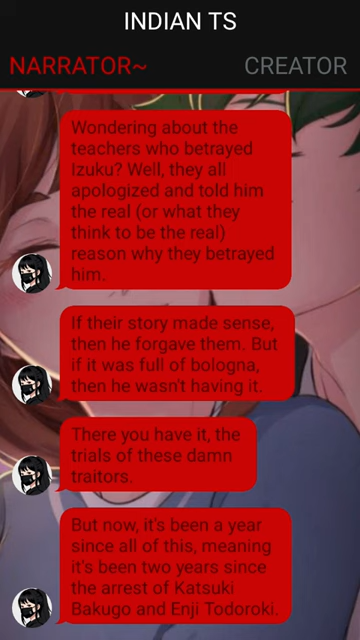 INDIAN TS
NARRATOR~ CREATOR
Wondering about the
teachers who betrayed
Izuku? Well, they all
apologized and told him
the real (or what they
think to be the real)
reason why they betrayed
him.
If their story made sense,
then he forgave them. But
if it was full of bologna,
then he wasn't having it.
There you have it, the
trials of these damn
traitors.
But now, it's been a year
since all of this, meaning
it's been two years since
the arrest of Katsuki
Bakugo and Enji Todoroki.